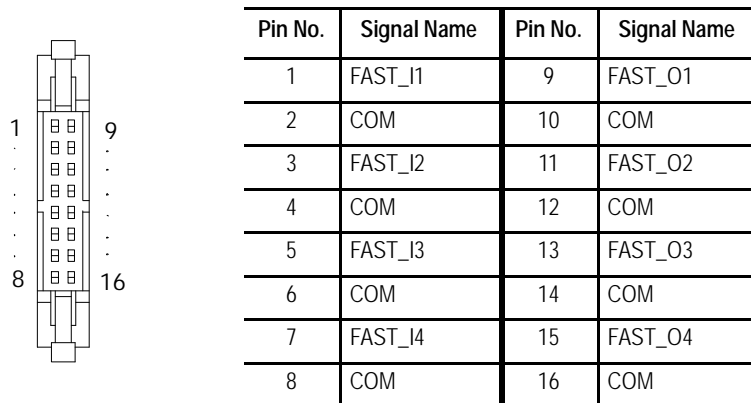 Pin No. Signal Name Pin No. Signal Name
1 FAST_I1 9 FAST_O1
2 COM 10 COM
3 FAST_I2 11 FAST_O2
4 COM 12 COM
5 FAST_I3 13 FAST_O3
6 COM 14 COM
7 FAST_I4 15 FAST_O4
8 COM 16 COM
1 9
8 16